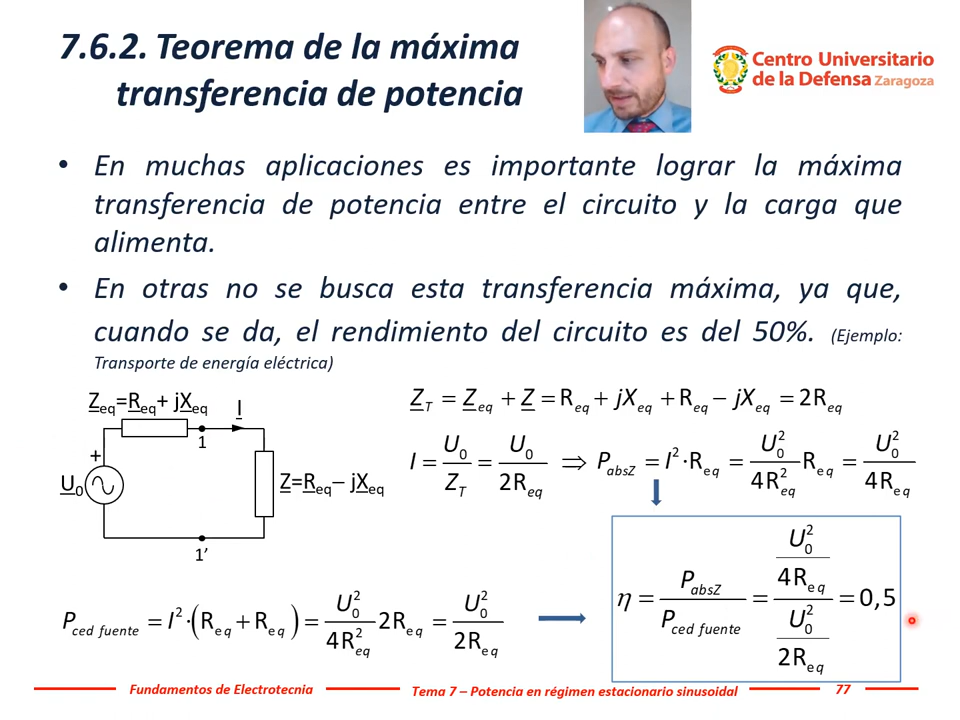 7.6.2. Teorema de la máxima
transferencia de potencia
Centro Universitario
de la Defensa Zaragoza
• En muchas aplicaciones es importante lograr la máxima
transferencia de potencia entre el circuito y la carga que
alimenta.
• En otras no se busca esta transferencia máxima, ya que,
cuando se da, el rendimiento del circuito es del 50%. (Ejemplo:
Transporte de energía eléctrica)
Z_eq=R_eq+ jX_eq
I
1
+
U_0
Z=R_eq– jX_eq
1’
Z_T = Z_eq + Z = R_eq + jX_eq + R_eq − jX_eq = 2R_eq
I = U_0/Z_T = U_0/2R_eq ⇒ P_absZ = I^2·R_eq = U_0^2/4R_eq^2 R_eq = U_0^2/4R_eq
P_ced fuente = I^2·(R_eq + R_eq) = U_0^2/4R_eq^2 2R_eq = U_0^2/2R_eq
η = P_absZ/P_ced fuente = (U_0^2/4R_eq)/(U_0^2/2R_eq) = 0,5
Fundamentos de Electrotecnia
Tema 7 – Potencia en régimen estacionario sinusoidal
77